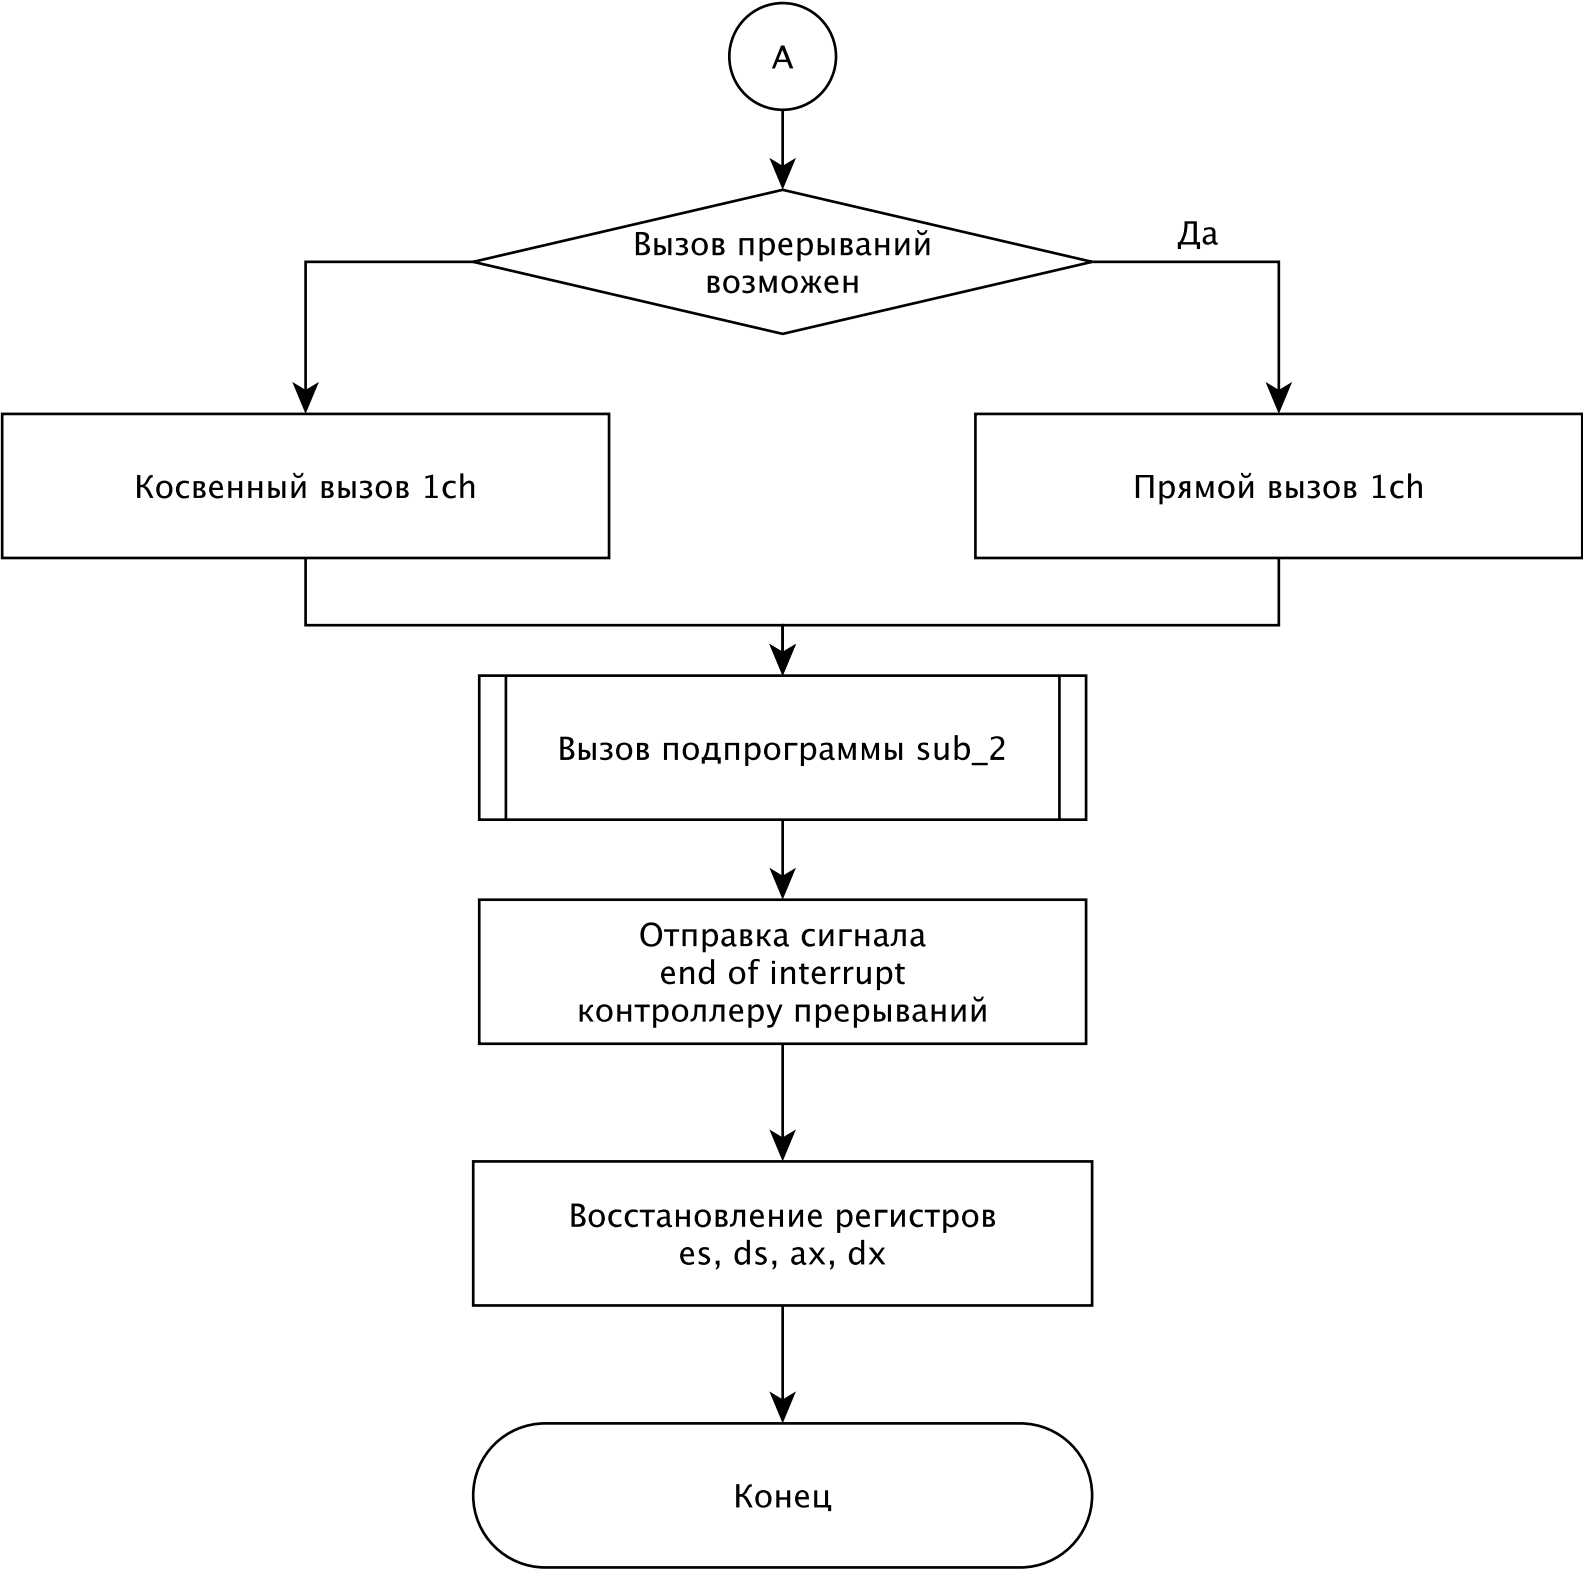 А
Вызов прерываний
возможен
Да
Косвенный вызов 1ch
Прямой вызов 1ch
Вызов подпрограммы sub_2
Отправка сигнала
end of interrupt
контроллеру прерываний
Восстановление регистров
es, ds, ax, dx
Конец